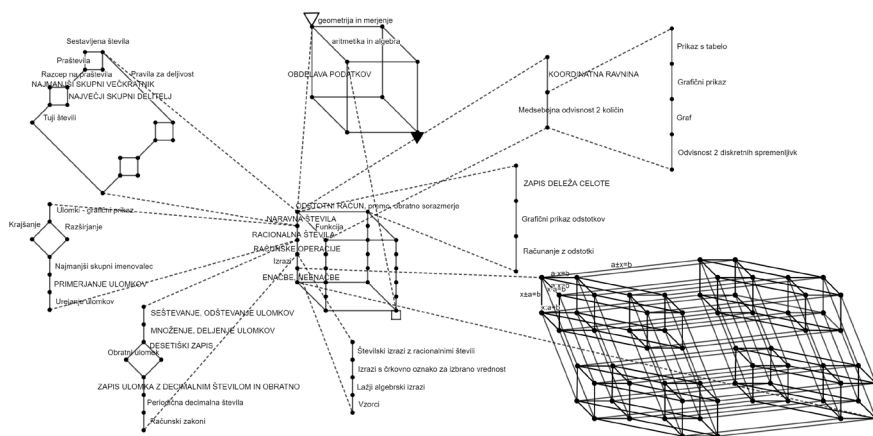 geometrija in merjenje
aritmetika in algebra
OBDELAVA PODATKOV
Sestavljena števila
Praštevila
Razcep na praštevila
Pravila za deljivost
NAJMANJŠI SKUPNI VEČKRATNIK
NAJVEČJI SKUPNI DELITELJ
Tuji števili
KOORDINATNA RAVNINA
Medsebojna odvisnost 2 količin
Prikaz s tabelo
Grafični prikaz
Graf
Odvisnost 2 diskretnih spremenljivk
ZAPIS DELEŽA CELOTE
Grafični prikaz odstotkov
Računanje z odstotki
ODSTOTNI RAČUN, premo, obratno sorazmerje
NARAVNA ŠTEVILA
Funkcija
RACIONALNA ŠTEVILA
RAČUNSKE OPERACIJE
Izrazi
ENAČBE, NEENAČBE
Ulomki - grafični prikaz
Krajšanje
Razširjanje
Najmanjši skupni imenovalec
PRIMERJANJE ULOMKOV
Urejanje ulomkov
SEŠTEVANJE, ODŠTEVANJE ULOMKOV
MNOŽENJE, DELJENJE ULOMKOV
DESETIŠKI ZAPIS
Obratni ulomek
ZAPIS ULOMKA Z DECIMALNIM ŠTEVILOM IN OBRATNO
Periodična decimalna števila
Računski zakoni
Številski izrazi z racionalnimi števili
Izrazi s črkovno oznako za izbrano vrednost
Lažji algebrski izrazi
Vzorci
a±x=b
a·x=b
x±a=b